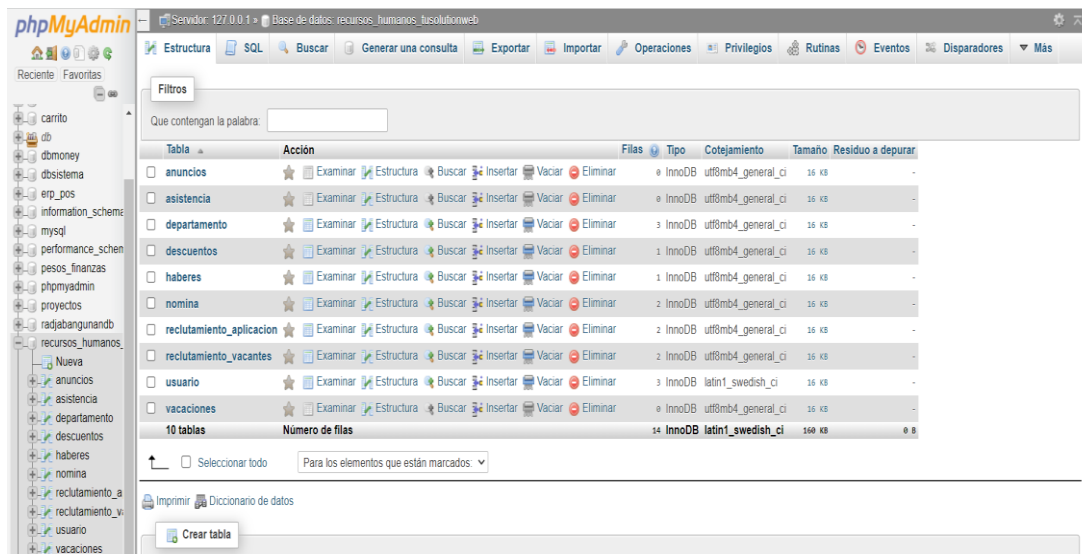 phpMyAdmin
Reciente Favoritas
carrito
db
dbmoney
dbsistema
erp_pos
information_schema
mysql
performance_schem
pesos_finanzas
phpmyadmin
proyectos
radjabangunandb
recursos_humanos_
Nueva
anuncios
asistencia
departamento
descuentos
haberes
nomina
reclutamiento_a
reclutamiento_v
usuario
vacaciones
Servidor: 127.0.0.1 » Base de datos: recursos_humanos_tusolutionweb
Estructura SQL Buscar Generar una consulta Exportar Importar Operaciones Privilegios Rutinas Eventos Disparadores Más
Filtros
Que contengan la palabra:
Tabla Acción Filas Tipo Cotejamiento Tamaño Residuo a depurar
anuncios Examinar Estructura Buscar Insertar Vaciar Eliminar 0 InnoDB utf8mb4_general_ci 16 KB -
asistencia Examinar Estructura Buscar Insertar Vaciar Eliminar 0 InnoDB utf8mb4_general_ci 16 KB -
departamento Examinar Estructura Buscar Insertar Vaciar Eliminar 3 InnoDB utf8mb4_general_ci 16 KB -
descuentos Examinar Estructura Buscar Insertar Vaciar Eliminar 1 InnoDB utf8mb4_general_ci 16 KB -
haberes Examinar Estructura Buscar Insertar Vaciar Eliminar 1 InnoDB utf8mb4_general_ci 16 KB -
nomina Examinar Estructura Buscar Insertar Vaciar Eliminar 2 InnoDB utf8mb4_general_ci 16 KB -
reclutamiento_aplicacion Examinar Estructura Buscar Insertar Vaciar Eliminar 2 InnoDB utf8mb4_general_ci 16 KB -
reclutamiento_vacantes Examinar Estructura Buscar Insertar Vaciar Eliminar 2 InnoDB utf8mb4_general_ci 16 KB -
usuario Examinar Estructura Buscar Insertar Vaciar Eliminar 3 InnoDB latin1_swedish_ci 16 KB -
vacaciones Examinar Estructura Buscar Insertar Vaciar Eliminar 0 InnoDB utf8mb4_general_ci 16 KB -
10 tablas Número de filas 14 InnoDB latin1_swedish_ci 160 KB 0 B
Seleccionar todo Para los elementos que están marcados:
Imprimir Diccionario de datos
Crear tabla